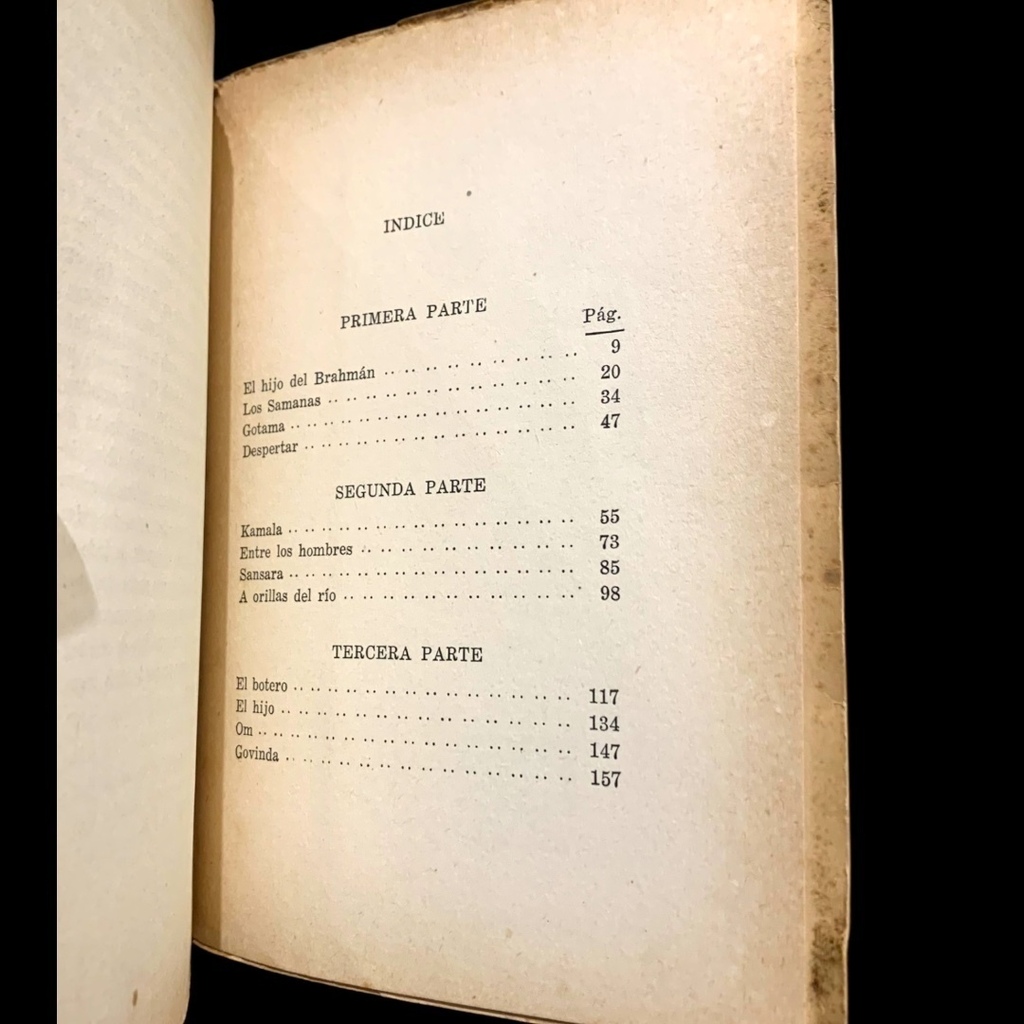 INDICE
PRIMERA PARTE
Pág.
El hijo del Brahmán .. .. .. .. .. .. .. .. .. .. 9
Los Samanas .. .. .. .. .. .. .. .. .. .. .. .. .. 20
Gotama .. .. .. .. .. .. .. .. .. .. .. .. .. .. .. 34
Despertar .. .. .. .. .. .. .. .. .. .. .. .. .. .. 47
SEGUNDA PARTE
Kamala .. .. .. .. .. .. .. .. .. .. .. .. .. .. .. 55
Entre los hombres .. .. .. .. .. .. .. .. .. .. .. 73
Sansara .. .. .. .. .. .. .. .. .. .. .. .. .. .. .. 85
A orillas del río .. .. .. .. .. .. .. .. .. .. .. .. 98
TERCERA PARTE
El botero .. .. .. .. .. .. .. .. .. .. .. .. .. .. 117
El hijo .. .. .. .. .. .. .. .. .. .. .. .. .. .. .. 134
Om .. .. .. .. .. .. .. .. .. .. .. .. .. .. .. .. 147
Govinda .. .. .. .. .. .. .. .. .. .. .. .. .. .. .. 157